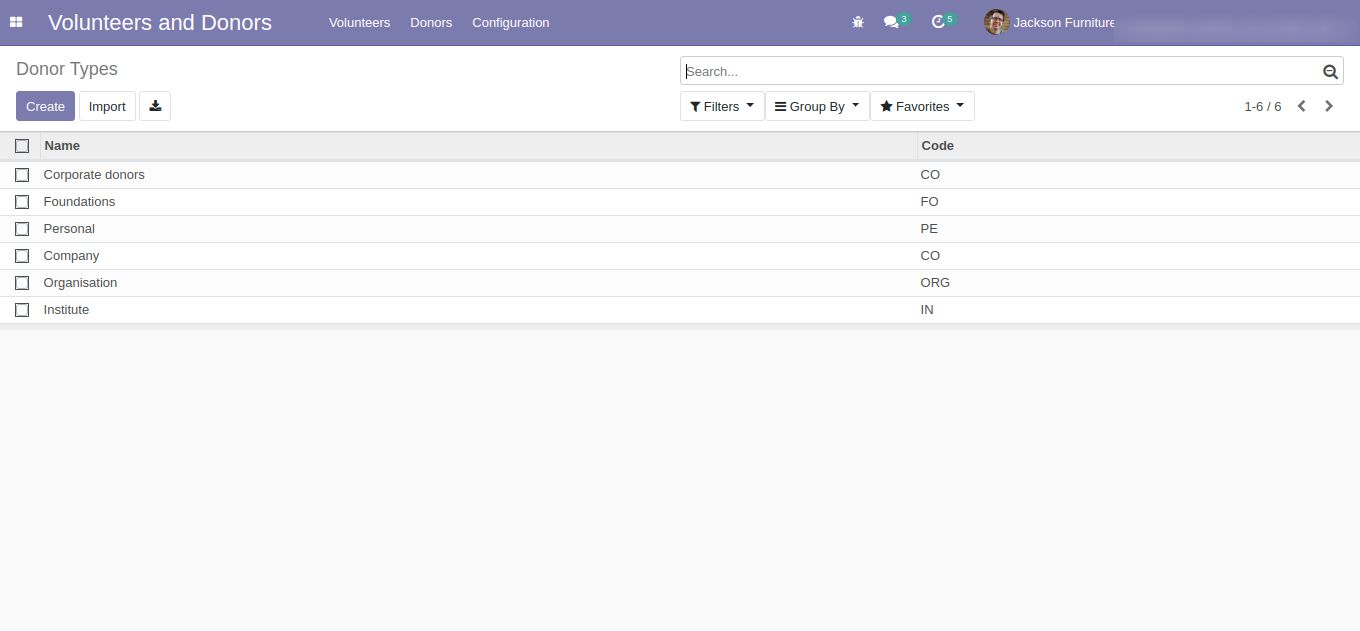 Volunteers and Donors Volunteers Donors Configuration 3 5 Jackson Furniture
Donor Types
Search...
Create Import Filters Group By Favorites 1-6 / 6
Name Code
Corporate donors CO
Foundations FO
Personal PE
Company CO
Organisation ORG
Institute IN